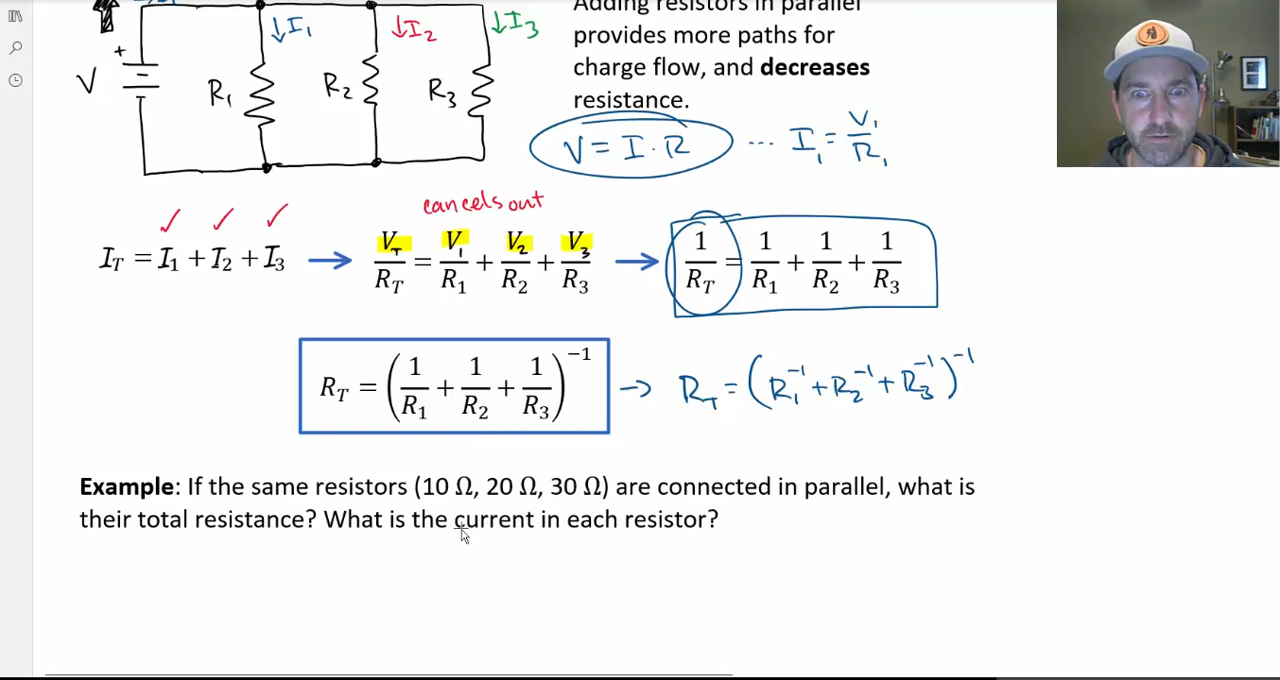 Adding resistors in parallel
provides more paths for
charge flow, and decreases
resistance.
↓I₁ ↓I₂ ↓I₃
+
V R₁ R₂ R₃
V = I · R ... I₁ = V₁/R₁
cancels out
I_T = I₁ + I₂ + I₃ → V_T/R_T = V₁/R₁ + V₂/R₂ + V₃/R₃ → 1/R_T = 1/R₁ + 1/R₂ + 1/R₃
R_T = (1/R₁ + 1/R₂ + 1/R₃)⁻¹ → R_T = (R₁⁻¹ + R₂⁻¹ + R₃⁻¹)⁻¹
Example: If the same resistors (10 Ω, 20 Ω, 30 Ω) are connected in parallel, what is
their total resistance? What is the current in each resistor?